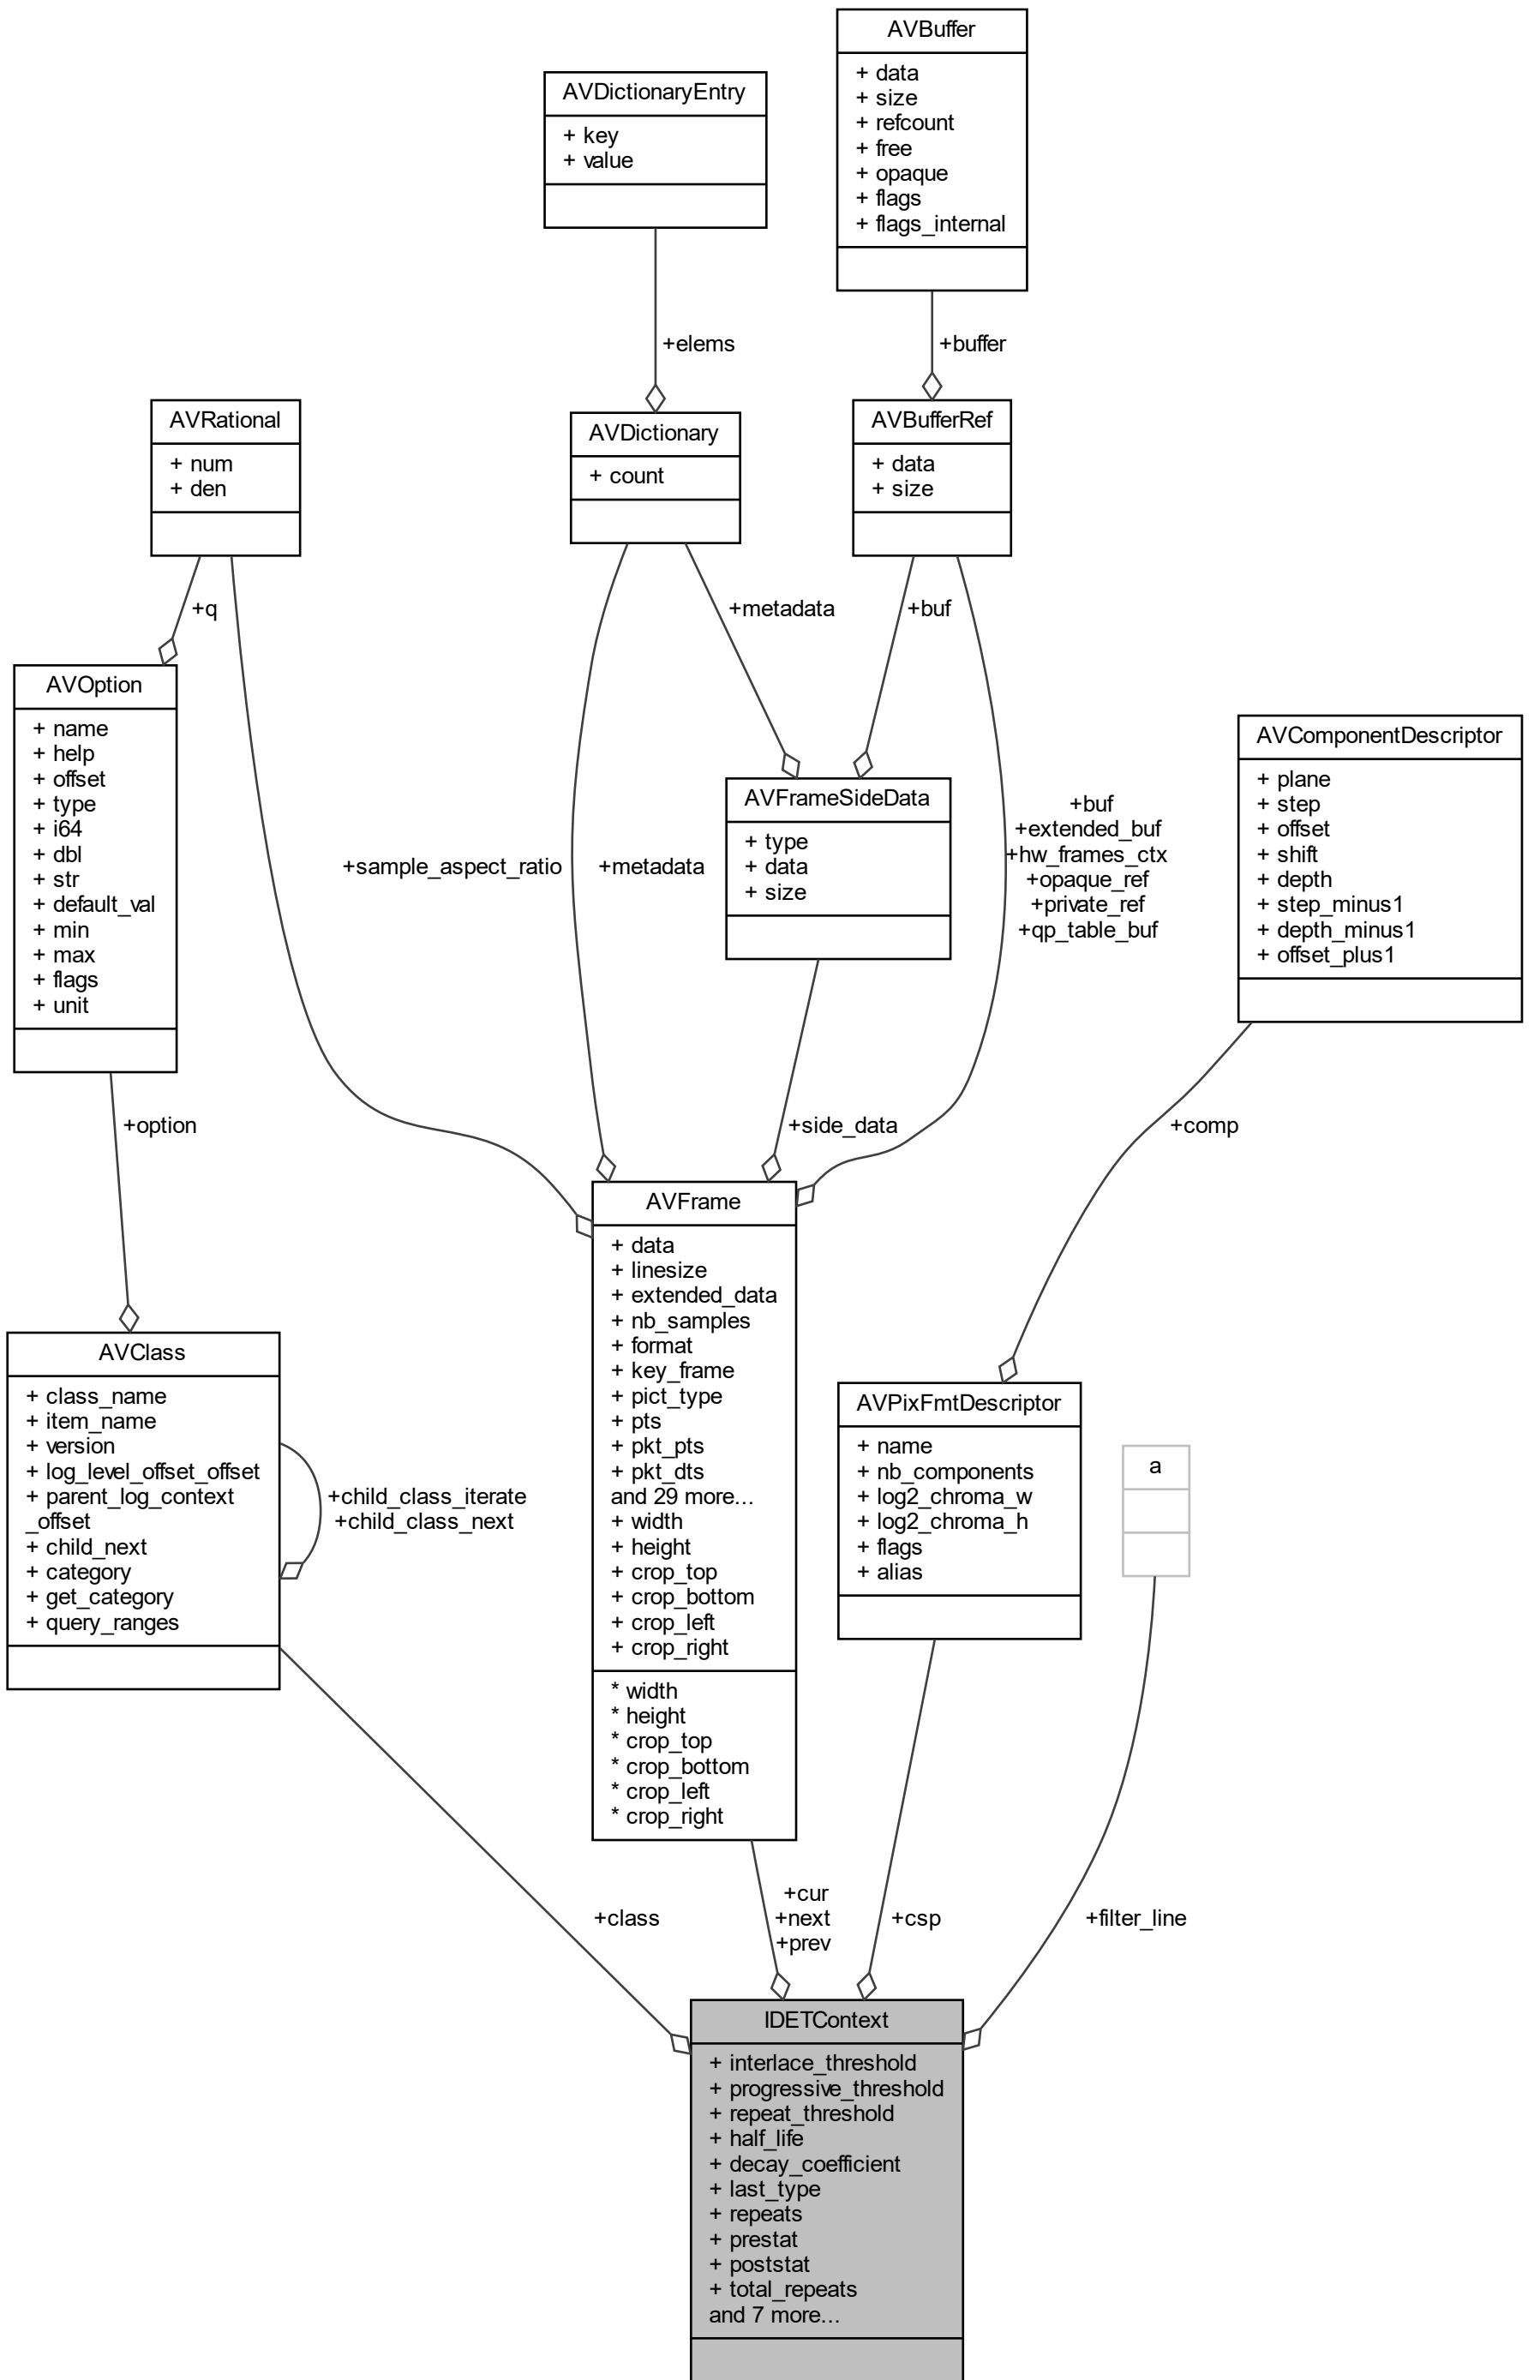 AVBuffer
+ data
+ size
+ refcount
+ free
+ opaque
+ flags
+ flags_internal
AVDictionaryEntry
+ key
+ value
+elems
+buffer
AVRational
+ num
+ den
AVDictionary
+ count
AVBufferRef
+ data
+ size
+q
+metadata
+buf
AVOption
+ name
+ help
+ offset
+ type
+ i64
+ dbl
+ str
+ default_val
+ min
+ max
+ flags
+ unit
AVComponentDescriptor
+ plane
+ step
+ offset
+ shift
+ depth
+ step_minus1
+ depth_minus1
+ offset_plus1
AVFrameSideData
+ type
+ data
+ size
+sample_aspect_ratio
+metadata
+buf
+extended_buf
+hw_frames_ctx
+opaque_ref
+private_ref
+qp_table_buf
+option
+side_data
+comp
AVFrame
+ data
+ linesize
+ extended_data
+ nb_samples
+ format
+ key_frame
+ pict_type
+ pts
+ pkt_pts
+ pkt_dts
and 29 more...
+ width
+ height
+ crop_top
+ crop_bottom
+ crop_left
+ crop_right
* width
* height
* crop_top
* crop_bottom
* crop_left
* crop_right
AVClass
+ class_name
+ item_name
+ version
+ log_level_offset_offset
+ parent_log_context
_offset
+ child_next
+ category
+ get_category
+ query_ranges
+child_class_iterate
+child_class_next
AVPixFmtDescriptor
+ name
+ nb_components
+ log2_chroma_w
+ log2_chroma_h
+ flags
+ alias
a
+class
+cur
+next
+prev
+csp
+filter_line
IDETContext
+ interlace_threshold
+ progressive_threshold
+ repeat_threshold
+ half_life
+ decay_coefficient
+ last_type
+ repeats
+ prestat
+ poststat
+ total_repeats
and 7 more...